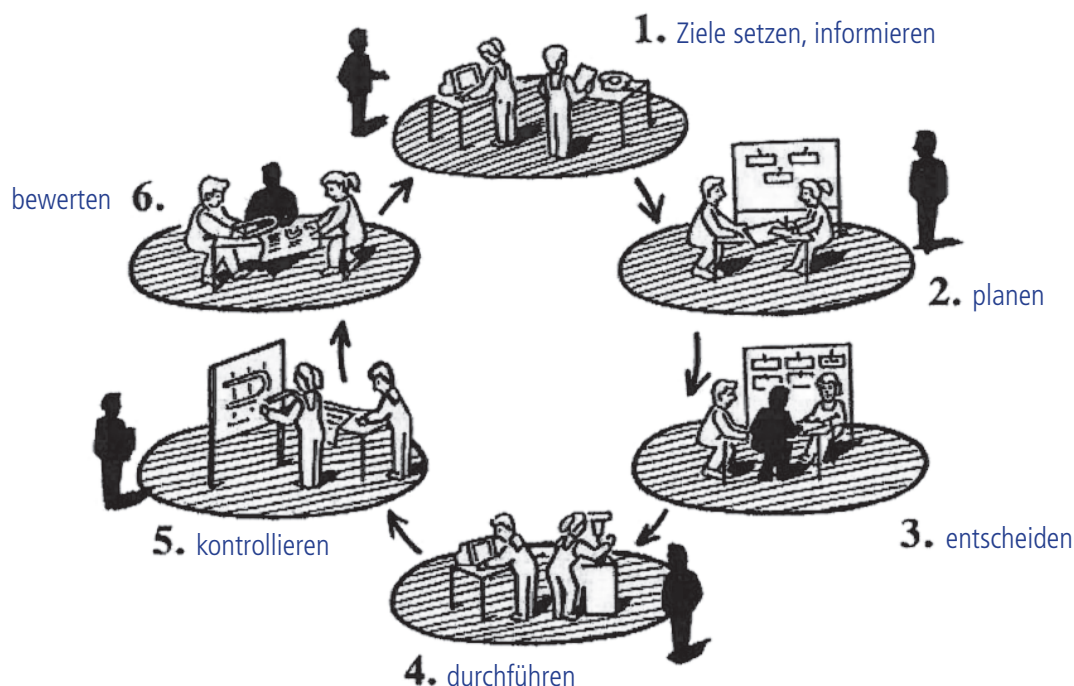 1. Ziele setzen, informieren
2. planen
3. entscheiden
4. durchführen
5. kontrollieren
bewerten 6.